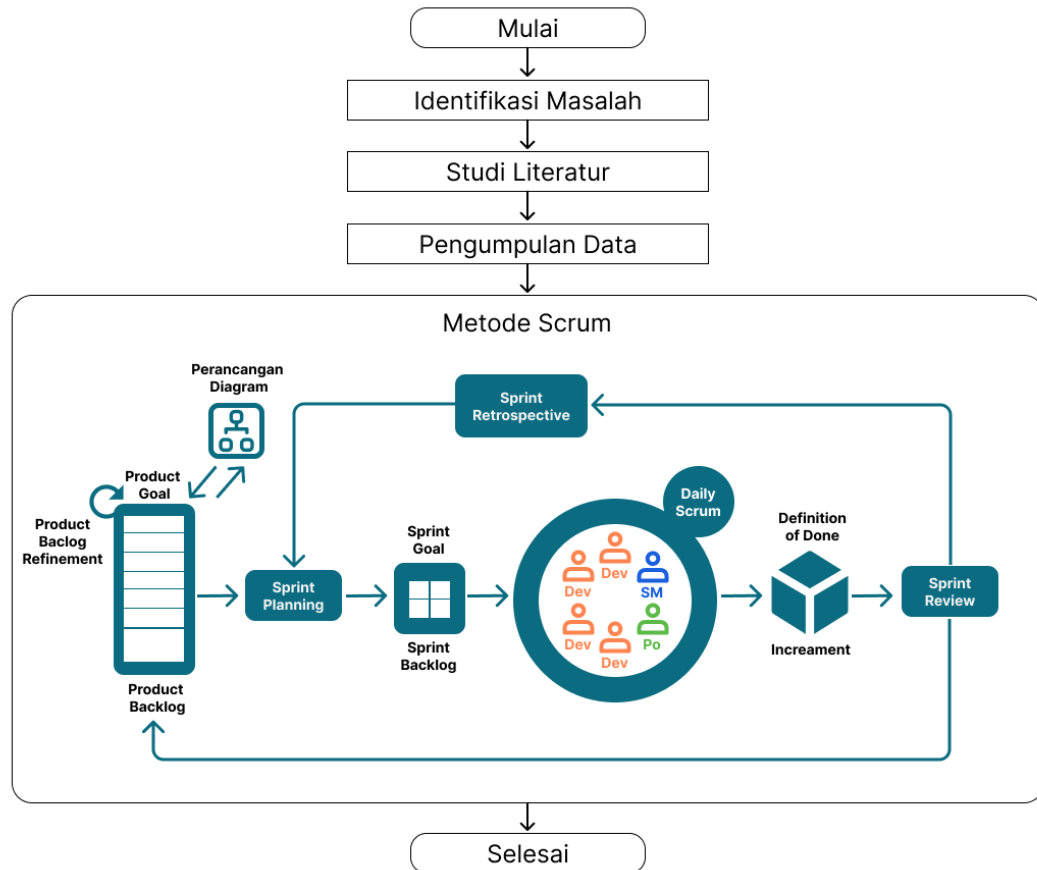 Mulai
Identifikasi Masalah
Studi Literatur
Pengumpulan Data
Metode Scrum
Perancangan
Diagram
Sprint
Retrospective
Product
Goal
Product
Baclog
Refinement
Product
Backlog
Sprint
Planning
Sprint
Goal
Sprint
Backlog
Daily
Scrum
Dev
Dev
SM
Dev
Dev
Po
Definition
of Done
Increament
Sprint
Review
Selesai